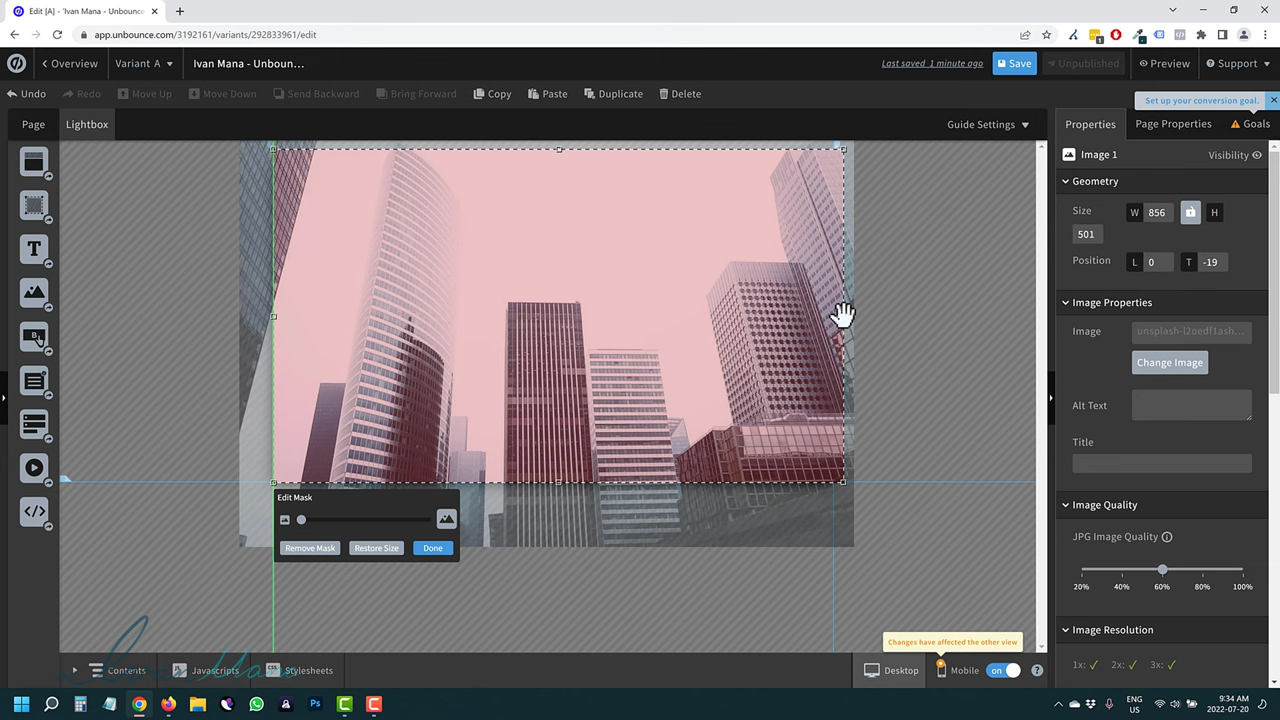 Edit [A] - 'Ivan Mana - Unbounce
app.unbounce.com/3192161/variants/292833961/edit
Overview
Variant A
Ivan Mana - Unboun...
Last saved 1 minute ago
Save
Unpublished
Preview
Support
Undo
Redo
Move Up
Move Down
Send Backward
Bring Forward
Copy
Paste
Duplicate
Delete
Set up your conversion goal.
Page
Lightbox
Guide Settings
Properties
Page Properties
Goals
Image 1
Visibility
Geometry
Size
W 856
H
501
Position
L 0
T -19
Image Properties
Image
unsplash-l2oedf1ash...
Change Image
Alt Text
Title
Image Quality
JPG Image Quality
20% 40% 60% 80% 100%
Image Resolution
1x: ✓ 2x: ✓ 3x: ✓
Edit Mask
Remove Mask
Restore Size
Done
Changes have affected the other view
Contents
Javascripts
Stylesheets
Desktop
Mobile
on
ENG
US
9:34 AM
2022-07-20